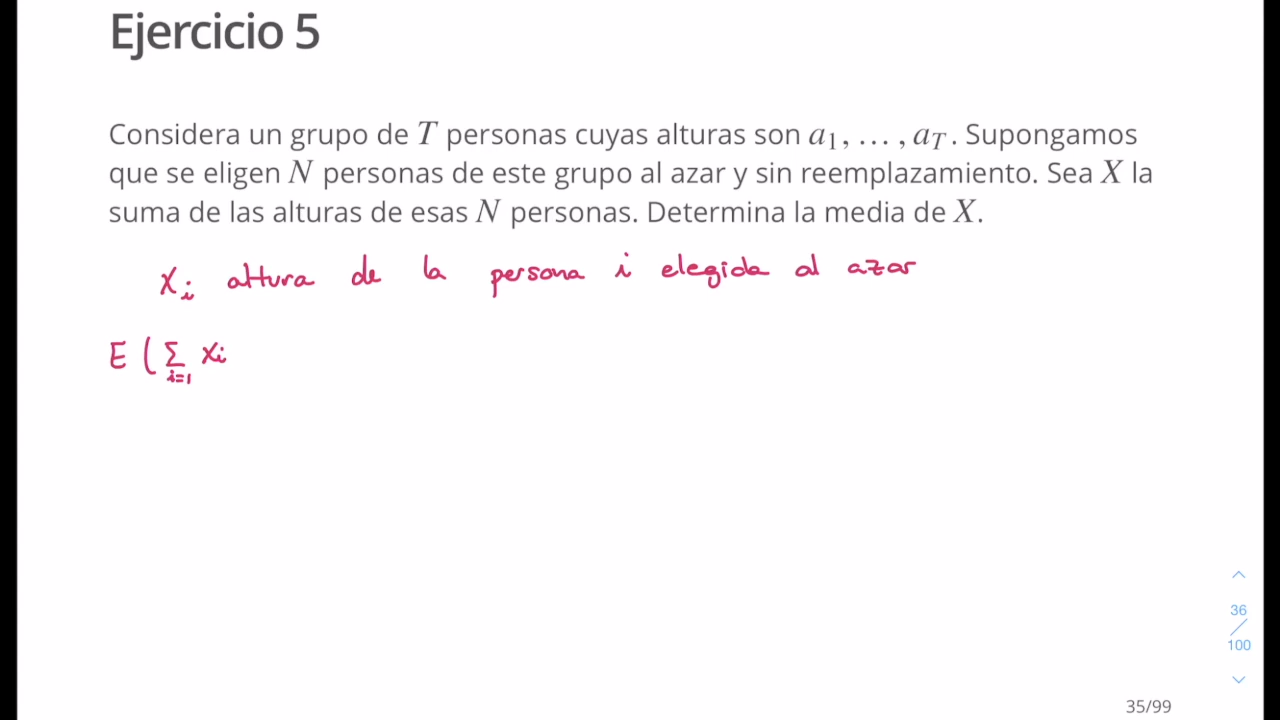 Ejercicio 5
Considera un grupo de T personas cuyas alturas son a₁, … , a_T. Supongamos
que se eligen N personas de este grupo al azar y sin reemplazamiento. Sea X la
suma de las alturas de esas N personas. Determina la media de X.
Xᵢ altura de la persona i elegida al azar
E ( Σ xi
i=1
36
/
100
35/99